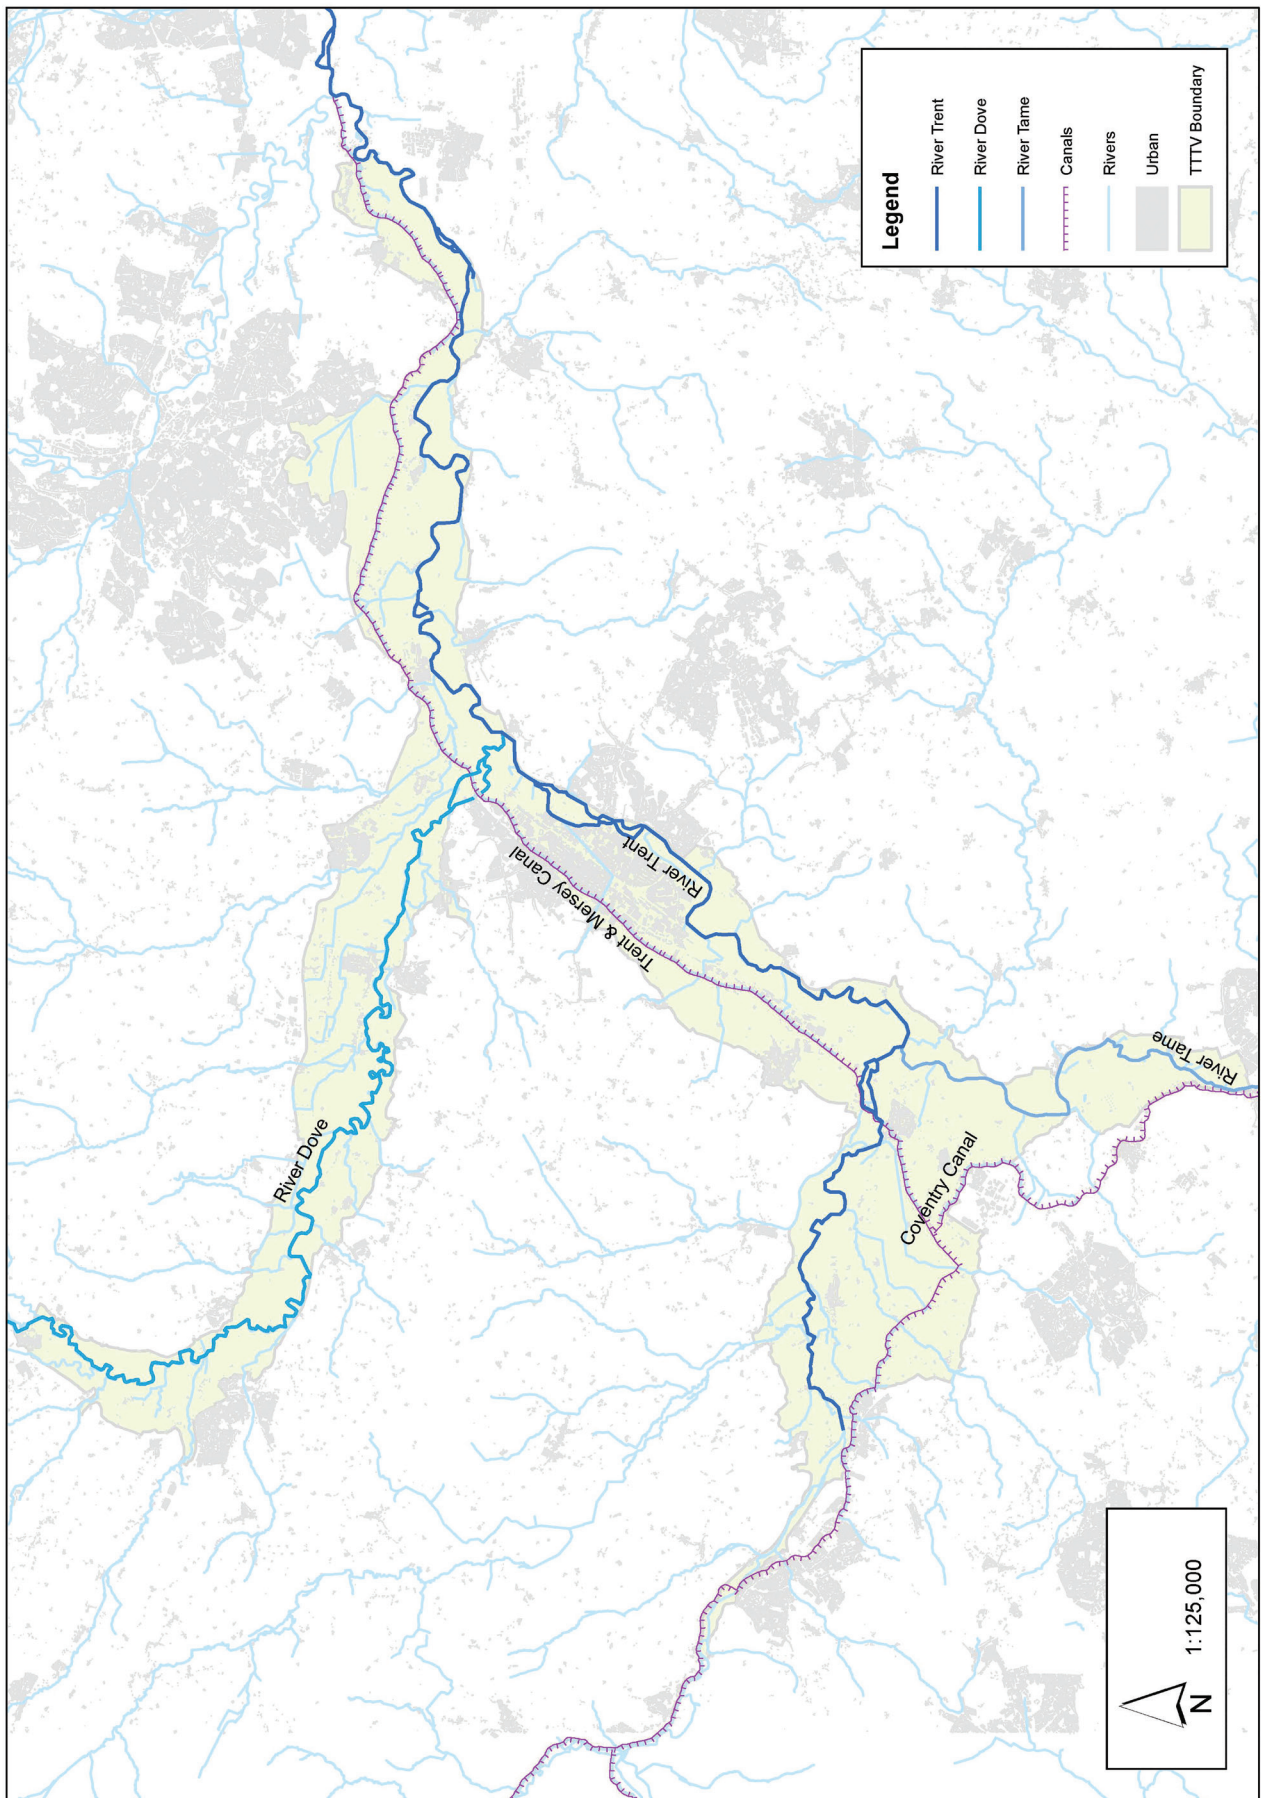 Legend
River Trent
River Dove
River Tame
Canals
Rivers
Urban
TTTV Boundary
River Dove
Trent & Mersey Canal
River Trent
Coventry Canal
River Tame
N
1:125,000